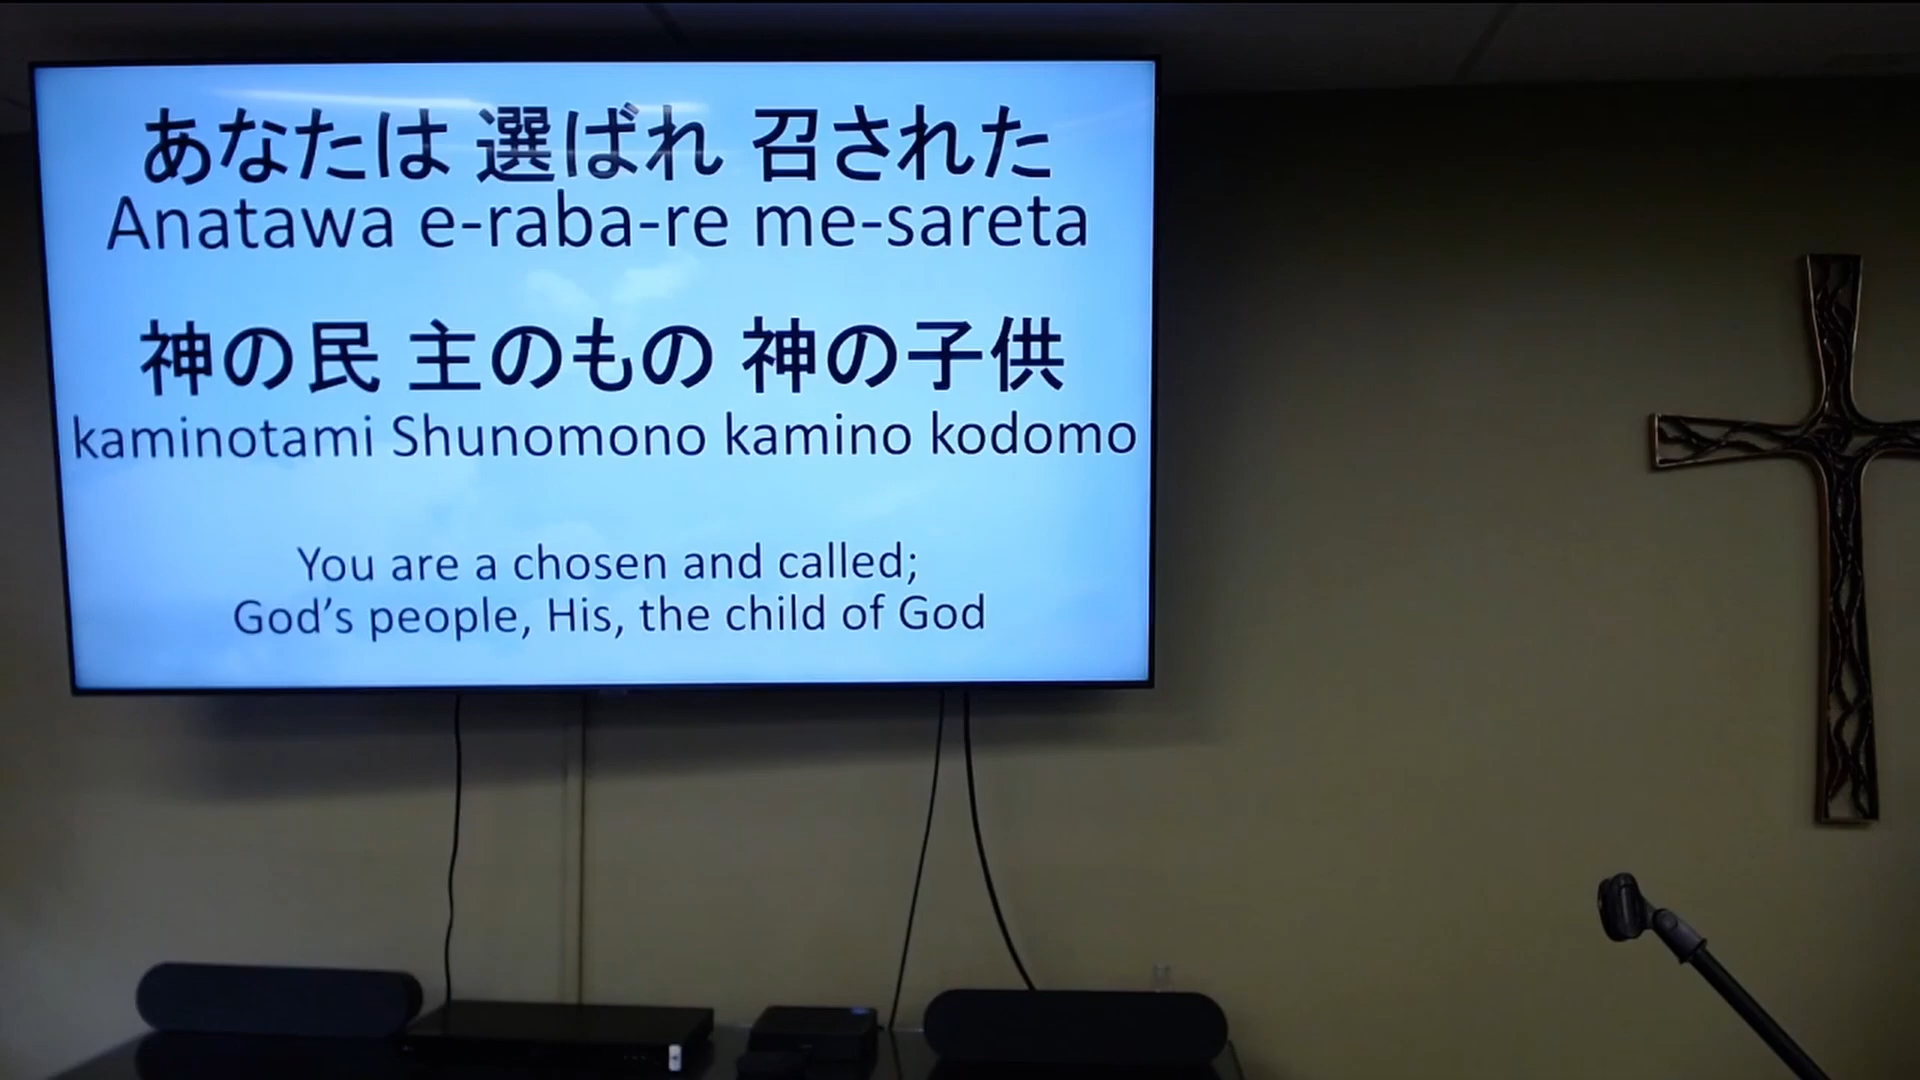 あなたは 選ばれ 召された
Anatawa e-raba-re me-sareta
神の民 主のもの 神の子供
kaminotami Shunomono kamino kodomo
You are a chosen and called;
God's people, His, the child of God